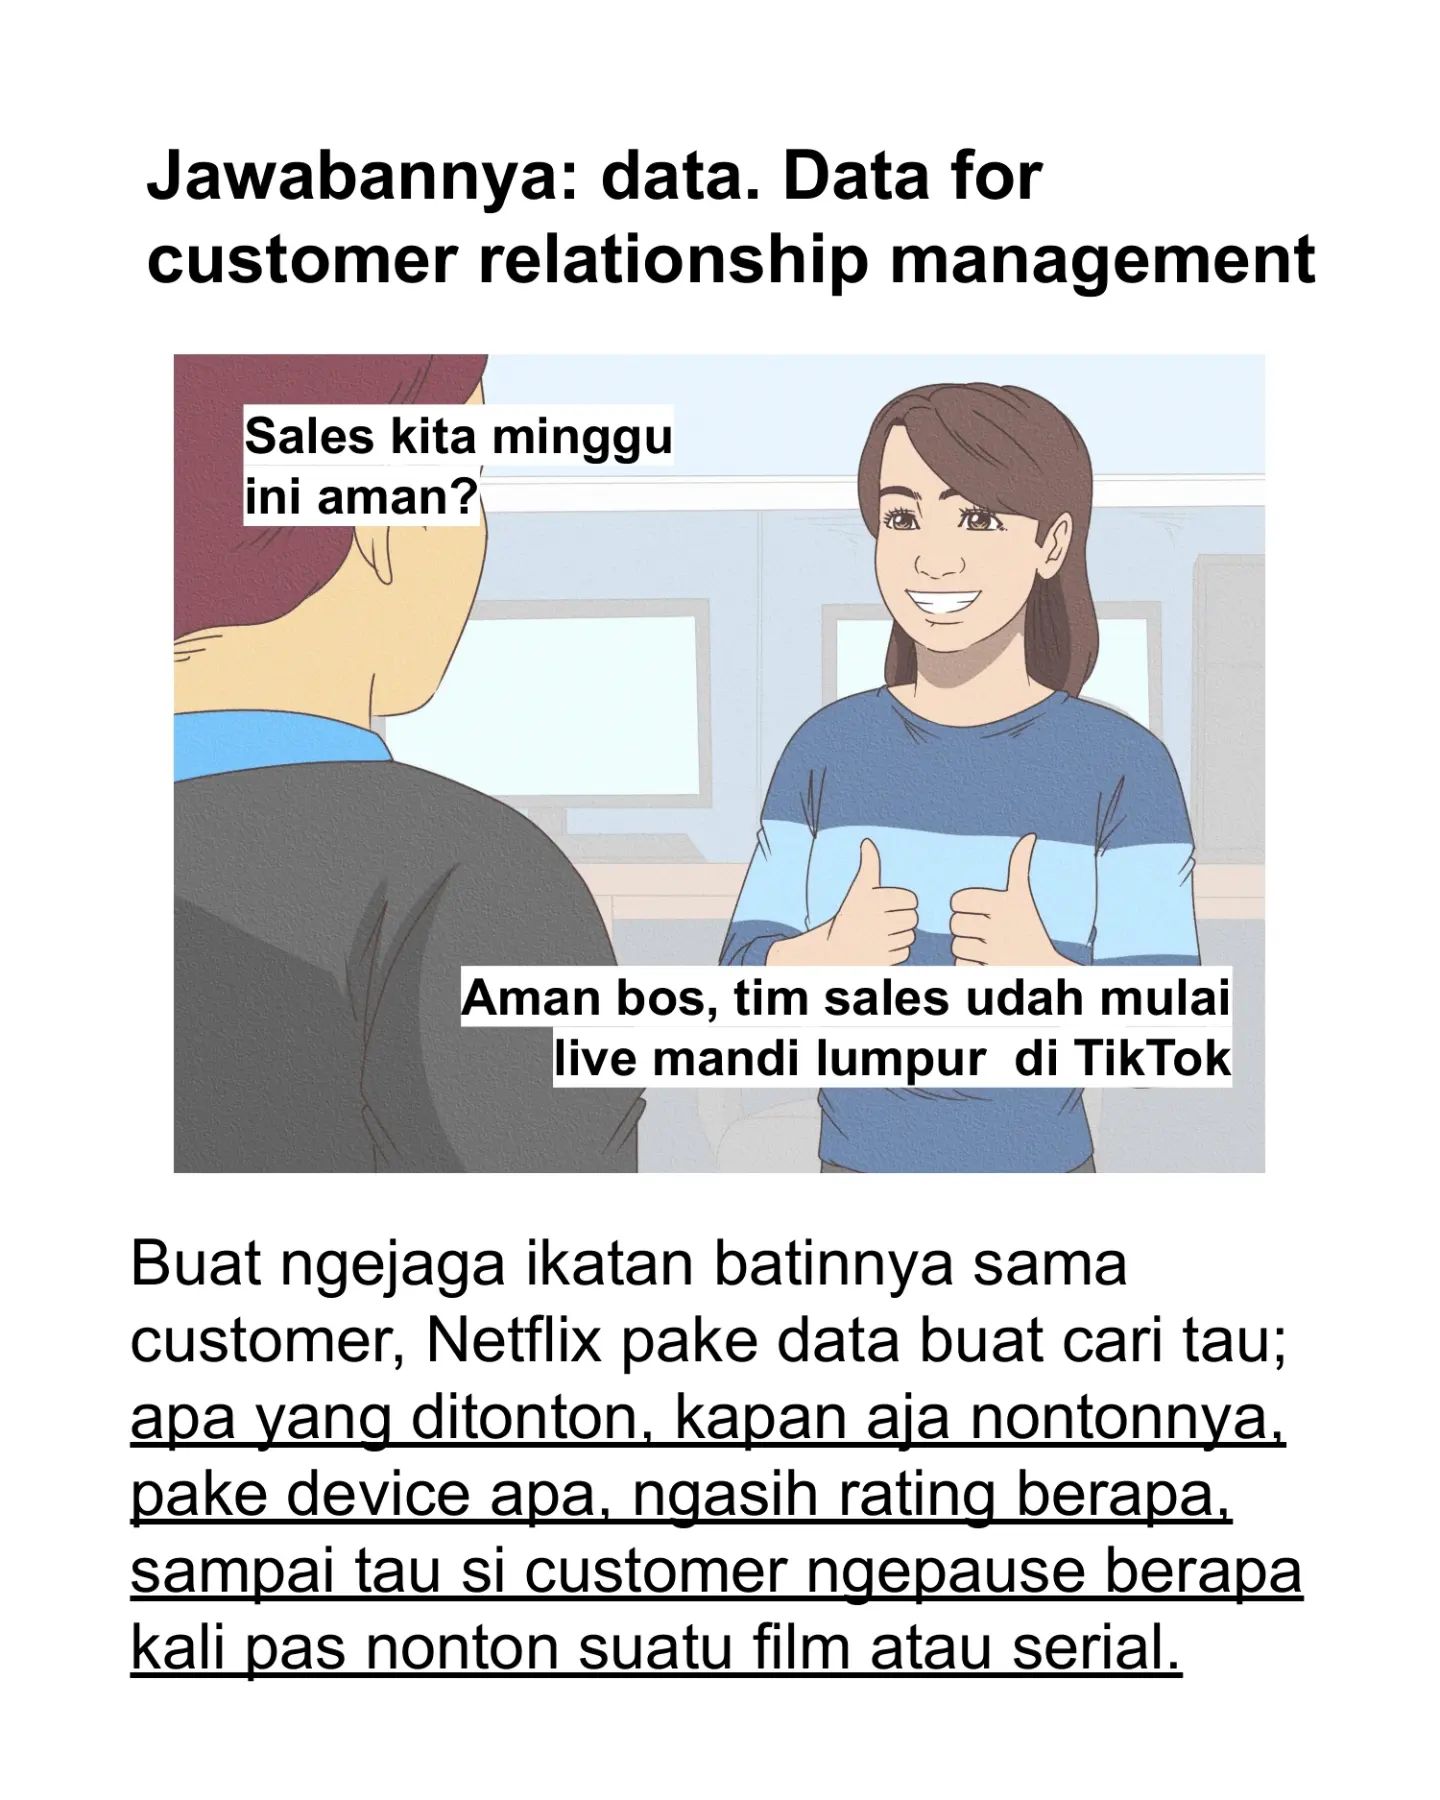 Jawabannya: data. Data for
customer relationship management
Sales kita minggu
ini aman?
Aman bos, tim sales udah mulai
live mandi lumpur  di TikTok
Buat ngejaga ikatan batinnya sama
customer, Netflix pake data buat cari tau;
apa yang ditonton, kapan aja nontonnya,
pake device apa, ngasih rating berapa,
sampai tau si customer ngepause berapa
kali pas nonton suatu film atau serial.